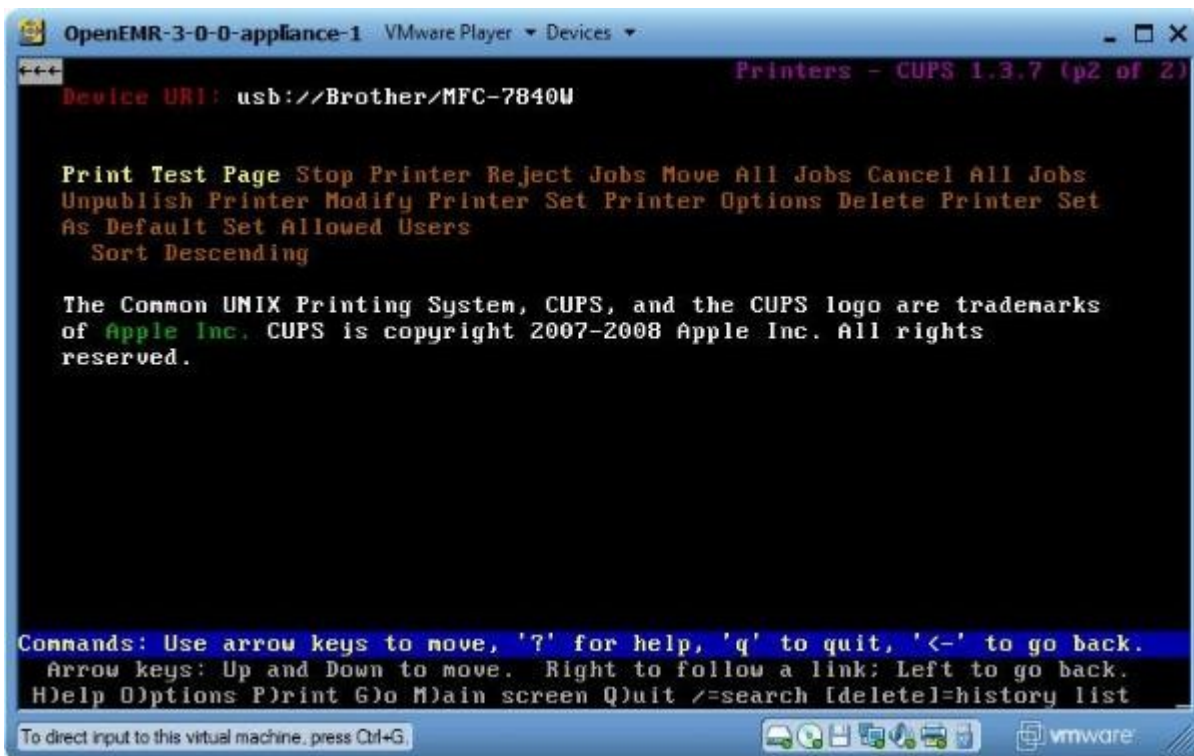 OpenEMR-3-0-0-appliance-1 VMware Player Devices
Printers - CUPS 1.3.7 (p2 of 2)
Device URI: usb://Brother/MFC-7840W
Print Test Page Stop Printer Reject Jobs Move All Jobs Cancel All Jobs
Unpublish Printer Modify Printer Set Printer Options Delete Printer Set
As Default Set Allowed Users
Sort Descending
The Common UNIX Printing System, CUPS, and the CUPS logo are trademarks
of Apple Inc. CUPS is copyright 2007-2008 Apple Inc. All rights
reserved.
Commands: Use arrow keys to move, '?' for help, 'q' to quit, '<-' to go back.
Arrow keys: Up and Down to move. Right to follow a link; Left to go back.
H)elp O)ptions P)rint G)o M)ain screen Q)uit /=search [delete]=history list
To direct input to this virtual machine, press Ctrl+G.
vmware